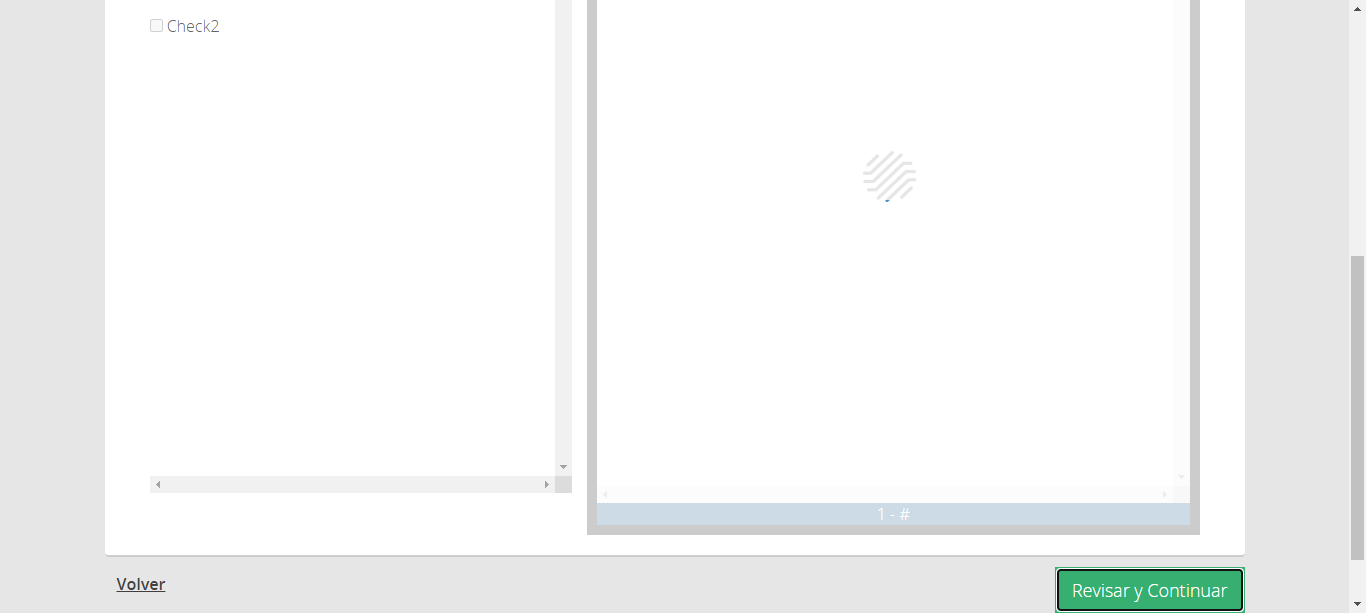 Check2
1 - #
Volver
Revisar y Continuar